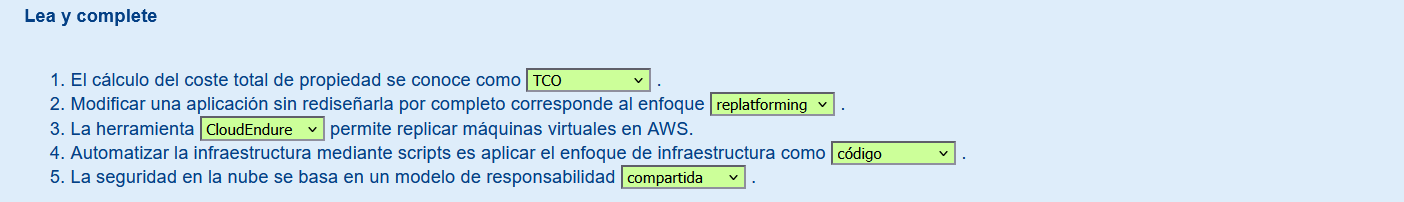 Lea y complete
1. El cálculo del coste total de propiedad se conoce como TCO .
2. Modificar una aplicación sin rediseñarla por completo corresponde al enfoque replatforming .
3. La herramienta CloudEndure permite replicar máquinas virtuales en AWS.
4. Automatizar la infraestructura mediante scripts es aplicar el enfoque de infraestructura como código .
5. La seguridad en la nube se basa en un modelo de responsabilidad compartida .